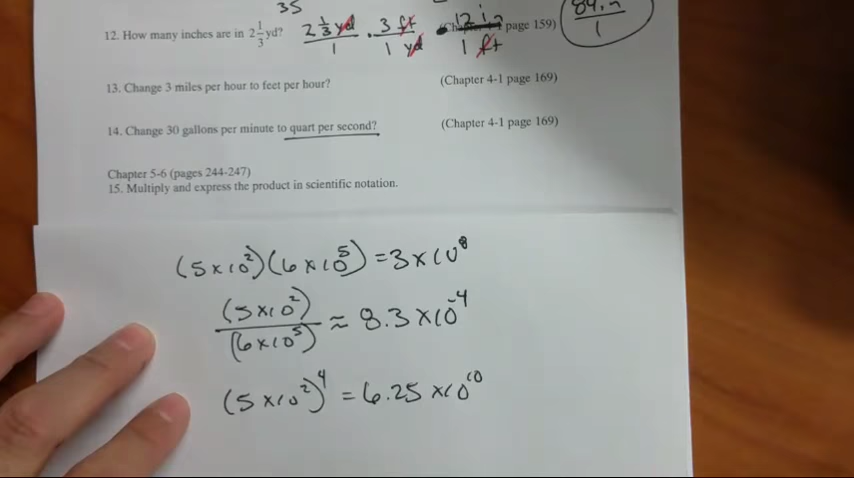 35
12. How many inches are in 2 1/3 yd? 2 1/3 yd / 1 · 3 ft / 1 yd · 12 in / 1 ft page 159) 84 in / 1
13. Change 3 miles per hour to feet per hour? (Chapter 4-1 page 169)
14. Change 30 gallons per minute to quart per second? (Chapter 4-1 page 169)
Chapter 5-6 (pages 244-247)
15. Multiply and express the product in scientific notation.
(5 x 10²)(6 x 10⁵) = 3 x 10⁸
(5 x 10²) / (6 x 10⁵) ≈ 8.3 x 10⁻⁴
(5 x 10²)⁴ = 6.25 x 10¹⁰